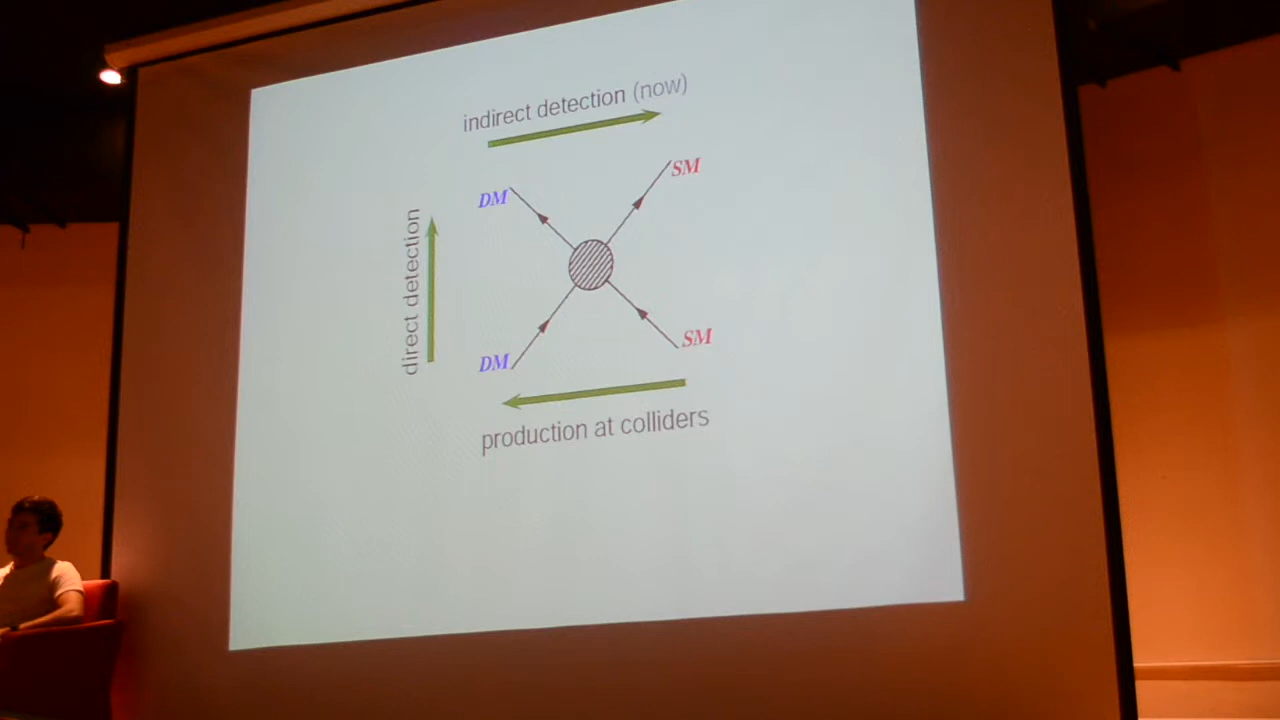 indirect detection (now)
DM
SM
direct detection
DM
SM
production at colliders